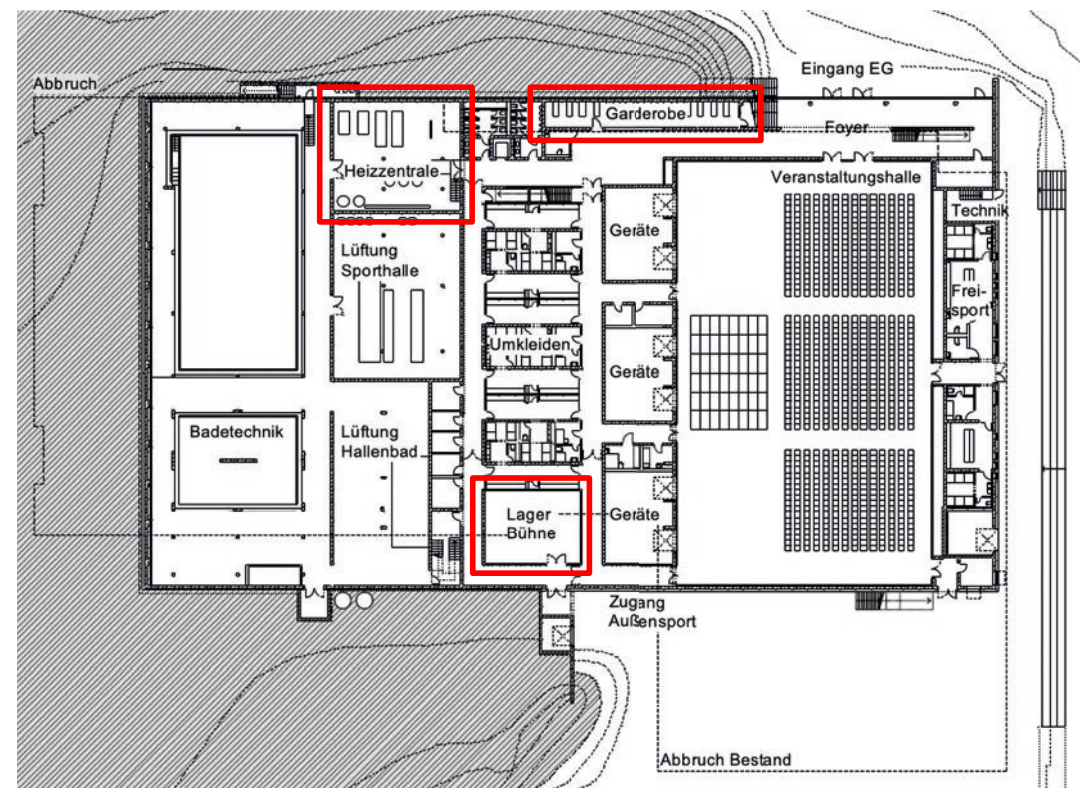 Abbruch
Eingang EG
Garderobe
Foyer
Heizzentrale
Veranstaltungshalle
Technik
Geräte
Lüftung
Sporthalle
Frei-
sport
Umkleiden
Geräte
Badetechnik
Lüftung
Hallenbad
Lager
Bühne
Geräte
Zugang
Außensport
Abbruch Bestand